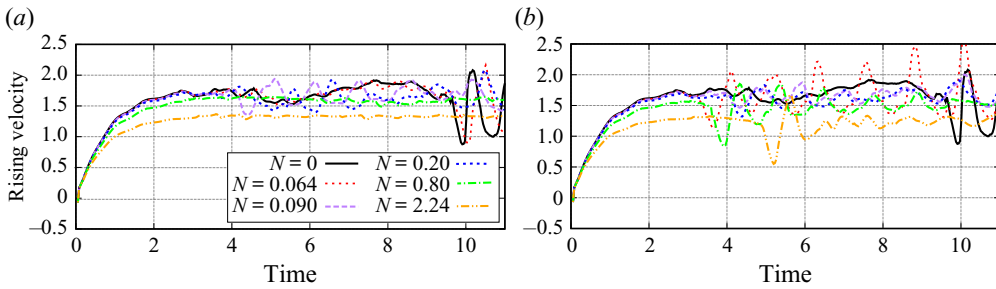 (a)
(b)
2.5
2.0
1.5
1.0
0.5
0
–0.5
Rising velocity
N = 0
N = 0.20
N = 0.064
N = 0.80
N = 0.090
N = 2.24
0 2 4 6 8 10
Time
2.5
2.0
1.5
1.0
0.5
0
–0.5
0 2 4 6 8 10
Time